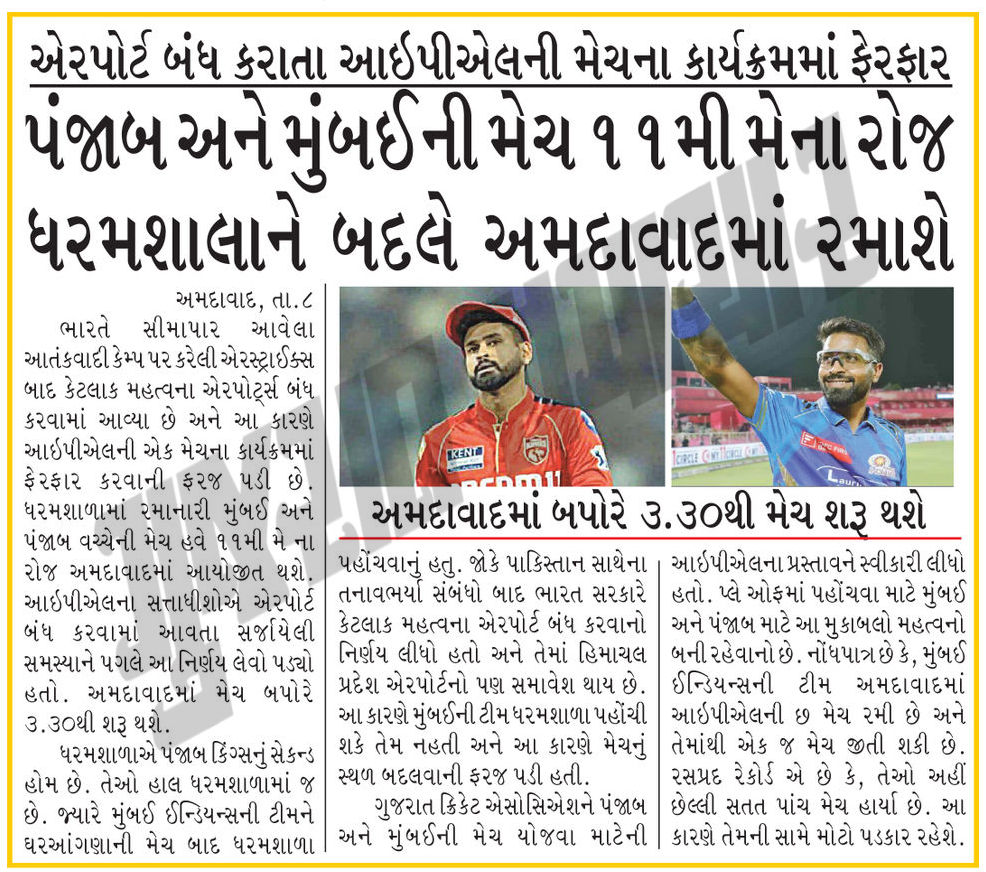 એરપોર્ટ બંધ કરાતા આઇપીએલની મેચના કાર્યક્રમમાં ફેરફાર
પંજાબ અને મુંબઈની મેચ ૧૧મી મેના રોજ
ધરમશાલાને બદલે અમદાવાદમાં રમાશે
અમદાવાદ, તા.૮
ભારતે સીમાપાર આવેલા
આતંકવાદી કેમ્પ પર કરેલી એરસ્ટ્રાઈક્સ
બાદ કેટલાક મહત્વના એરપોર્ટ્સ બંધ
કરવામાં આવ્યા છે અને આ કારણે
આઇપીએલની એક મેચના કાર્યક્રમમાં
ફેરફાર કરવાની ફરજ પડી છે.
ધરમશાળામાં રમાનારી મુંબઈ અને
પંજાબ વચ્ચેની મેચ હવે ૧૧મી મે ના
રોજ અમદાવાદમાં આયોજીત થશે.
આઇપીએલના સત્તાધીશોએ એરપોર્ટ
બંધ કરવામાં આવતા સર્જાયેલી
સમસ્યાને પગલે આ નિર્ણય લેવો પડ્યો
હતો. અમદાવાદમાં મેચ બપોરે
૩.૩૦થી શરૂ થશે.
ધરમશાળાએ પંજાબ કિંગ્સનું સેકન્ડ
હોમ છે. તેઓ હાલ ધરમશાળામાં જ
છે. જ્યારે મુંબઈ ઈન્ડિયન્સની ટીમને
ઘરઆંગણાની મેચ બાદ ધરમશાળા
KENT
CIRCLE
Lauri
અમદાવાદમાં બપોરે ૩.૩૦થી મેચ શરૂ થશે
પહોંચવાનું હતુ. જોકે પાકિસ્તાન સાથેના
તનાવભર્યા સંબંધો બાદ ભારત સરકારે
કેટલાક મહત્વના એરપોર્ટ બંધ કરવાનો
નિર્ણય લીધો હતો અને તેમાં હિમાચલ
પ્રદેશ એરપોર્ટનો પણ સમાવેશ થાય છે.
આ કારણે મુંબઈની ટીમ ધરમશાળા પહોંચી
શકે તેમ નહતી અને આ કારણે મેચનું
સ્થળ બદલવાની ફરજ પડી હતી.
ગુજરાત ક્રિકેટ એસોસિએશને પંજાબ
અને મુંબઈની મેચ યોજવા માટેની
આઇપીએલના પ્રસ્તાવને સ્વીકારી લીધો
હતો. પ્લે ઓફમાં પહોંચવા માટે મુંબઈ
અને પંજાબ માટે આ મુકાબલો મહત્વનો
બની રહેવાનો છે. નોંધપાત્ર છે કે, મુંબઈ
ઈન્ડિયન્સની ટીમ અમદાવાદમાં
આઇપીએલની છ મેચ રમી છે અને
તેમાંથી એક જ મેચ જીતી શકી છે.
રસપ્રદ રેકોર્ડ એ છે કે, તેઓ અહીં
છેલ્લી સતત પાંચ મેચ હાર્યા છે. આ
કારણે તેમની સામે મોટો પડકાર રહેશે.